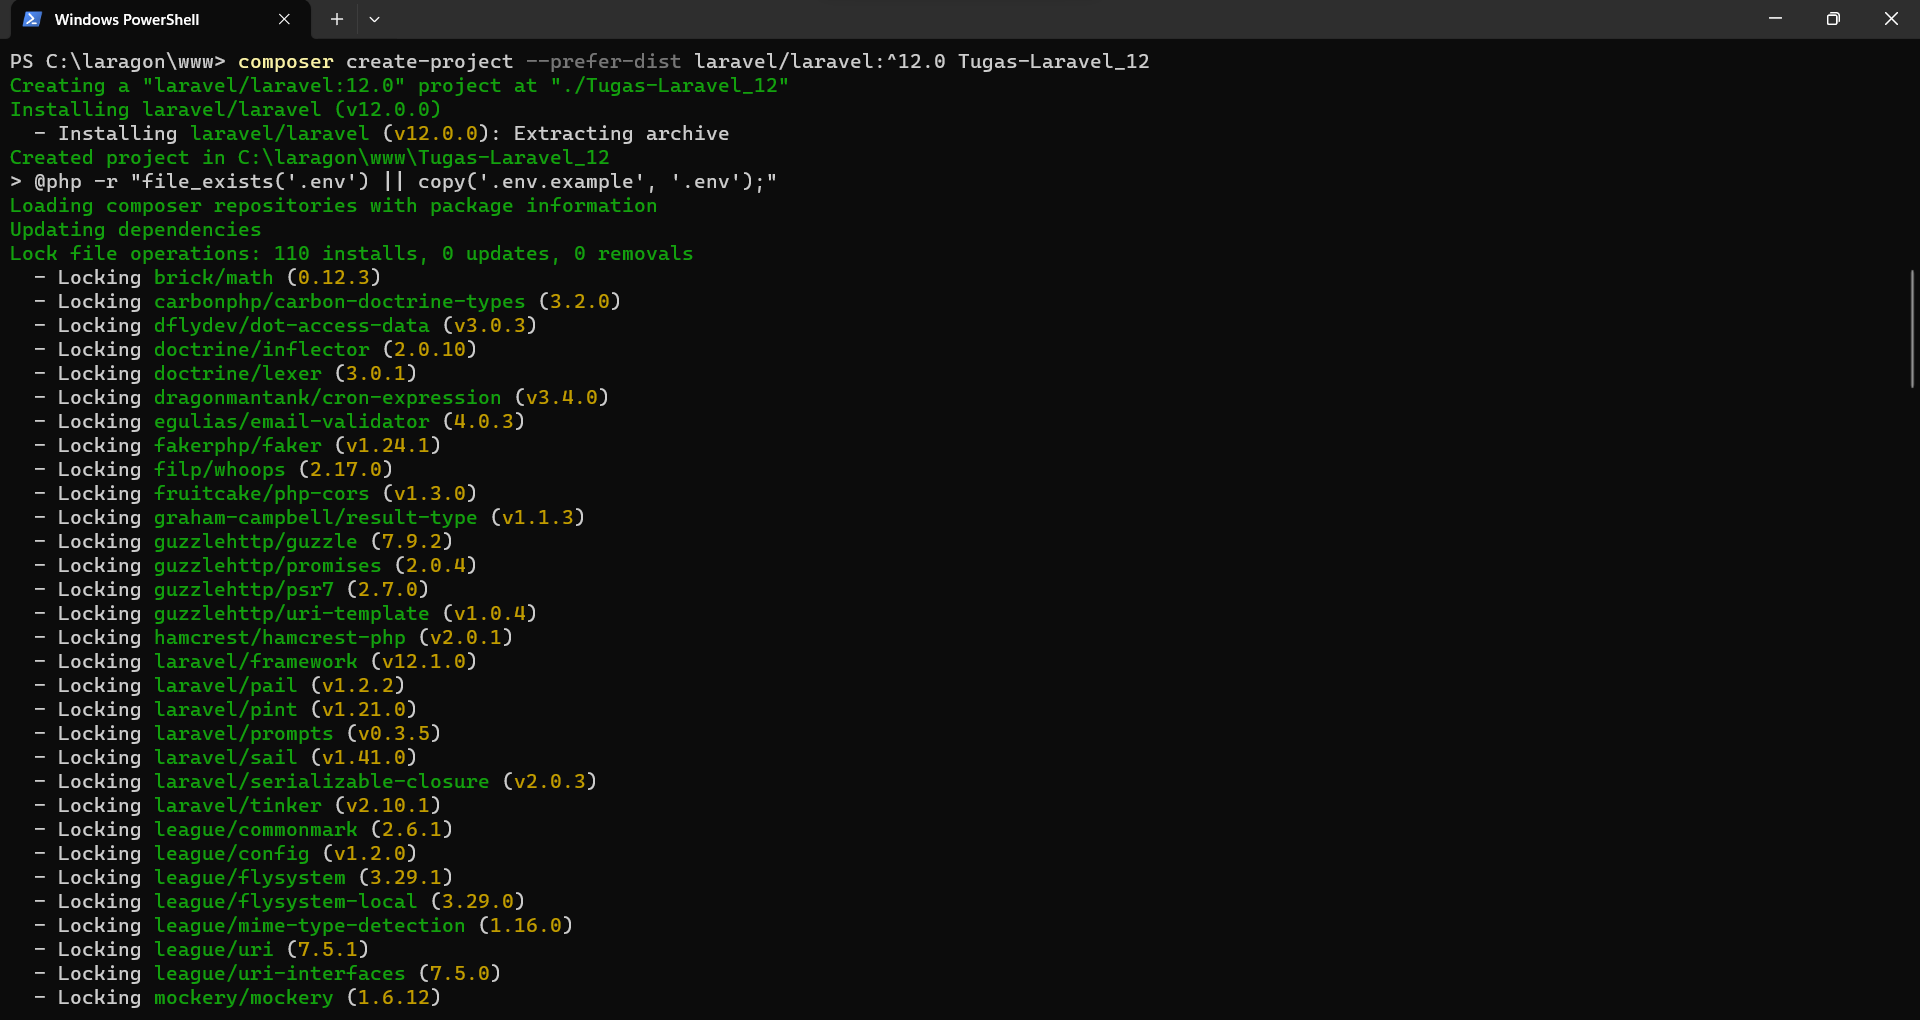 Windows PowerShell
PS C:\laragon\www> composer create-project --prefer-dist laravel/laravel:^12.0 Tugas-Laravel_12
Creating a "laravel/laravel:12.0" project at "./Tugas-Laravel_12"
Installing laravel/laravel (v12.0.0)
  - Installing laravel/laravel (v12.0.0): Extracting archive
Created project in C:\laragon\www\Tugas-Laravel_12
> @php -r "file_exists('.env') || copy('.env.example', '.env');"
Loading composer repositories with package information
Updating dependencies
Lock file operations: 110 installs, 0 updates, 0 removals
  - Locking brick/math (0.12.3)
  - Locking carbonphp/carbon-doctrine-types (3.2.0)
  - Locking dflydev/dot-access-data (v3.0.3)
  - Locking doctrine/inflector (2.0.10)
  - Locking doctrine/lexer (3.0.1)
  - Locking dragonmantank/cron-expression (v3.4.0)
  - Locking egulias/email-validator (4.0.3)
  - Locking fakerphp/faker (v1.24.1)
  - Locking filp/whoops (2.17.0)
  - Locking fruitcake/php-cors (v1.3.0)
  - Locking graham-campbell/result-type (v1.1.3)
  - Locking guzzlehttp/guzzle (7.9.2)
  - Locking guzzlehttp/promises (2.0.4)
  - Locking guzzlehttp/psr7 (2.7.0)
  - Locking guzzlehttp/uri-template (v1.0.4)
  - Locking hamcrest/hamcrest-php (v2.0.1)
  - Locking laravel/framework (v12.1.0)
  - Locking laravel/pail (v1.2.2)
  - Locking laravel/pint (v1.21.0)
  - Locking laravel/prompts (v0.3.5)
  - Locking laravel/sail (v1.41.0)
  - Locking laravel/serializable-closure (v2.0.3)
  - Locking laravel/tinker (v2.10.1)
  - Locking league/commonmark (2.6.1)
  - Locking league/config (v1.2.0)
  - Locking league/flysystem (3.29.1)
  - Locking league/flysystem-local (3.29.0)
  - Locking league/mime-type-detection (1.16.0)
  - Locking league/uri (7.5.1)
  - Locking league/uri-interfaces (7.5.0)
  - Locking mockery/mockery (1.6.12)